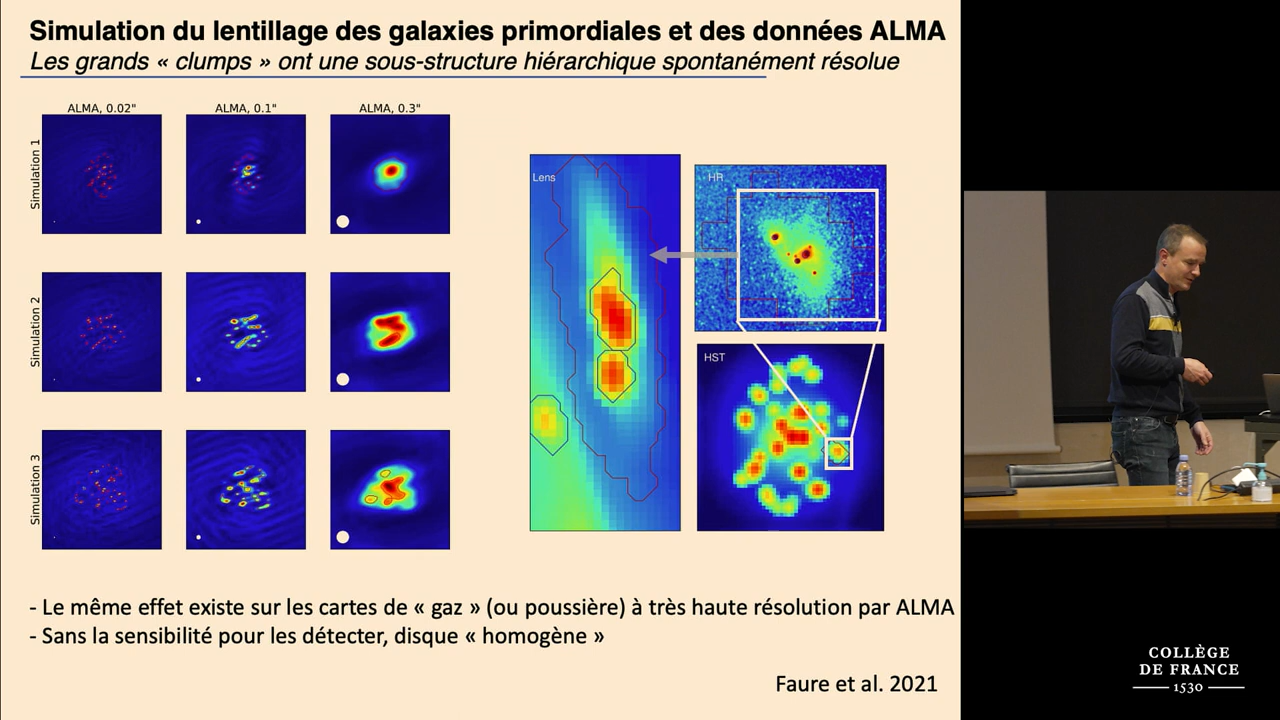 Simulation du lentillage des galaxies primordiales et des données ALMA
Les grands « clumps » ont une sous-structure hiérarchique spontanément résolue
ALMA, 0.02"
ALMA, 0.1"
ALMA, 0.3"
Simulation 1
Simulation 2
Simulation 3
Lens
HR
HST
- Le même effet existe sur les cartes de « gaz » (ou poussière) à très haute résolution par ALMA
- Sans la sensibilité pour les détecter, disque « homogène »
Faure et al. 2021
COLLÈGE
DE FRANCE
1530